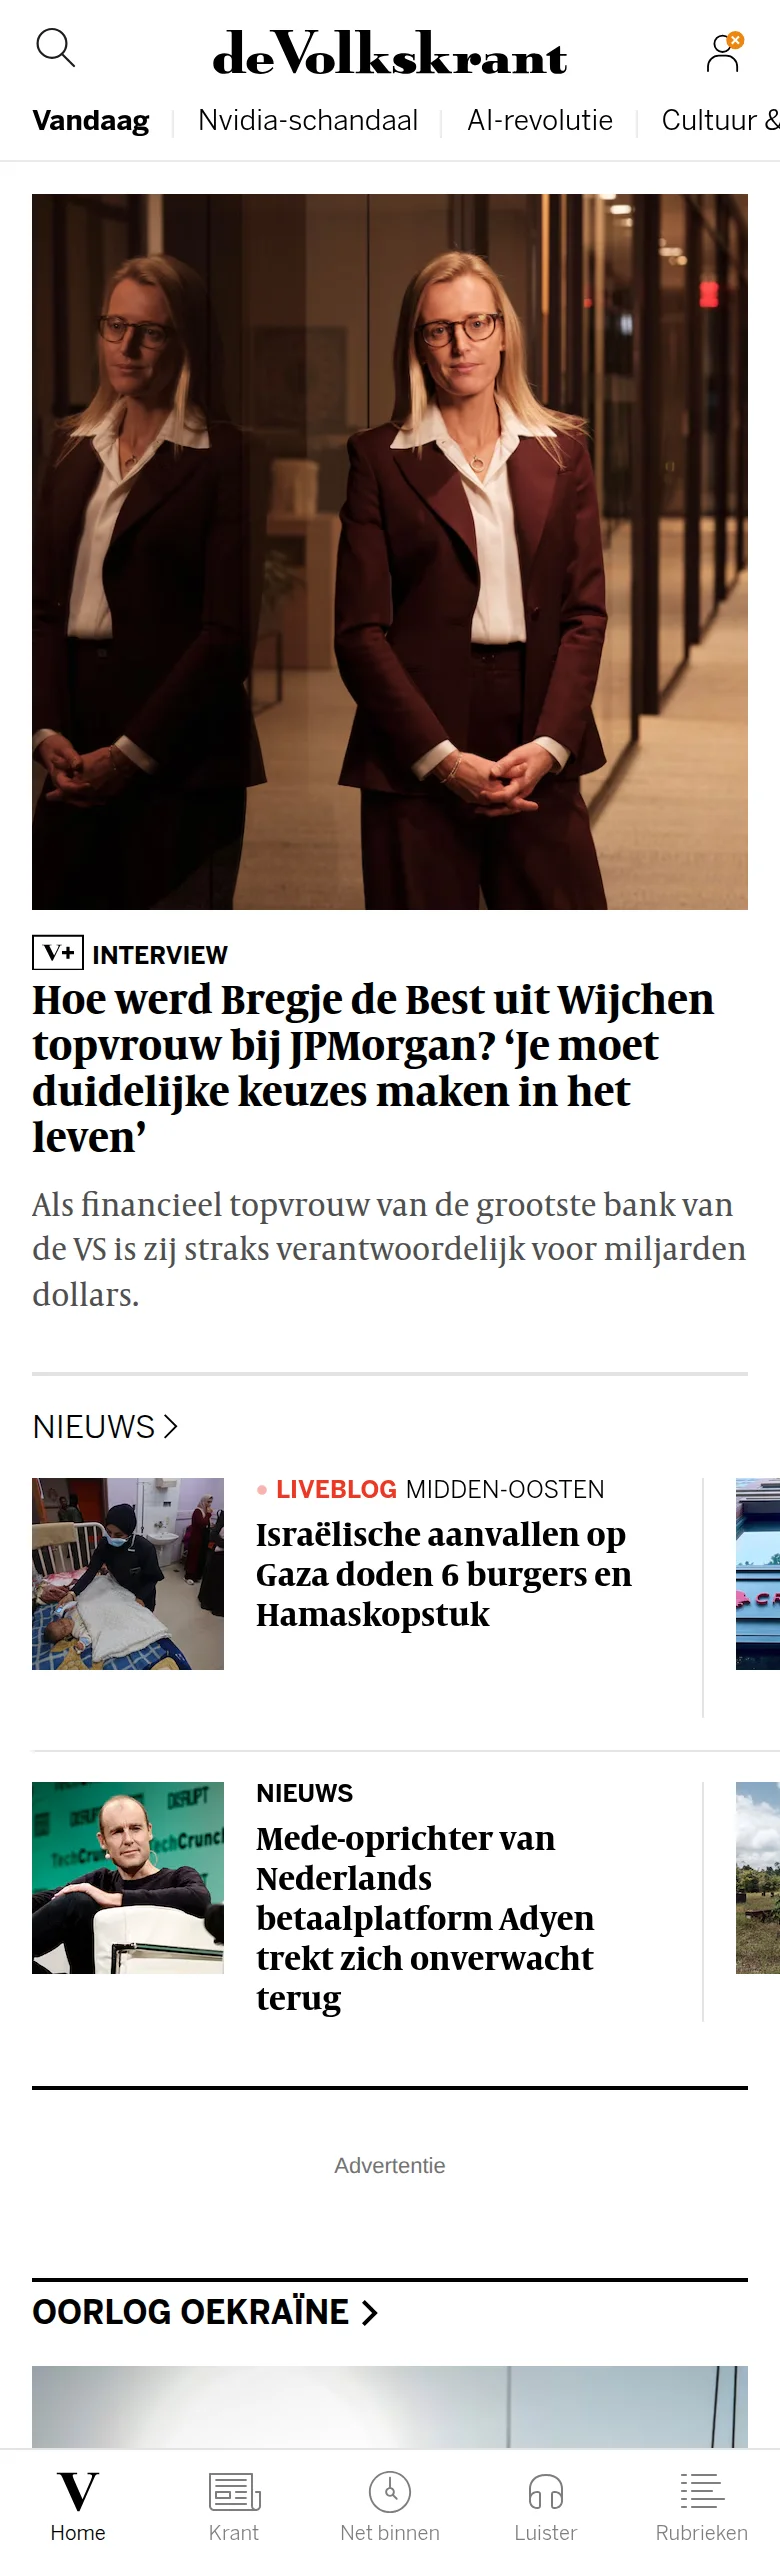 deVolkskrant
Vandaag
Nvidia-schandaal
AI-revolutie
Cultuur &
V+ INTERVIEW
Hoe werd Bregje de Best uit Wijchen
topvrouw bij JPMorgan? ‘Je moet
duidelijke keuzes maken in het
leven’
Als financieel topvrouw van de grootste bank van
de VS is zij straks verantwoordelijk voor miljarden
dollars.
NIEUWS
LIVEBLOG MIDDEN-OOSTEN
Israëlische aanvallen op
Gaza doden 6 burgers en
Hamaskopstuk
DISRUPT
DISRUPT
TechCrunch
NIEUWS
Mede-oprichter van
Nederlands
betaalplatform Adyen
trekt zich onverwacht
terug
Advertentie
OORLOG OEKRAÏNE
V
Home
Krant
Net binnen
Luister
Rubrieken